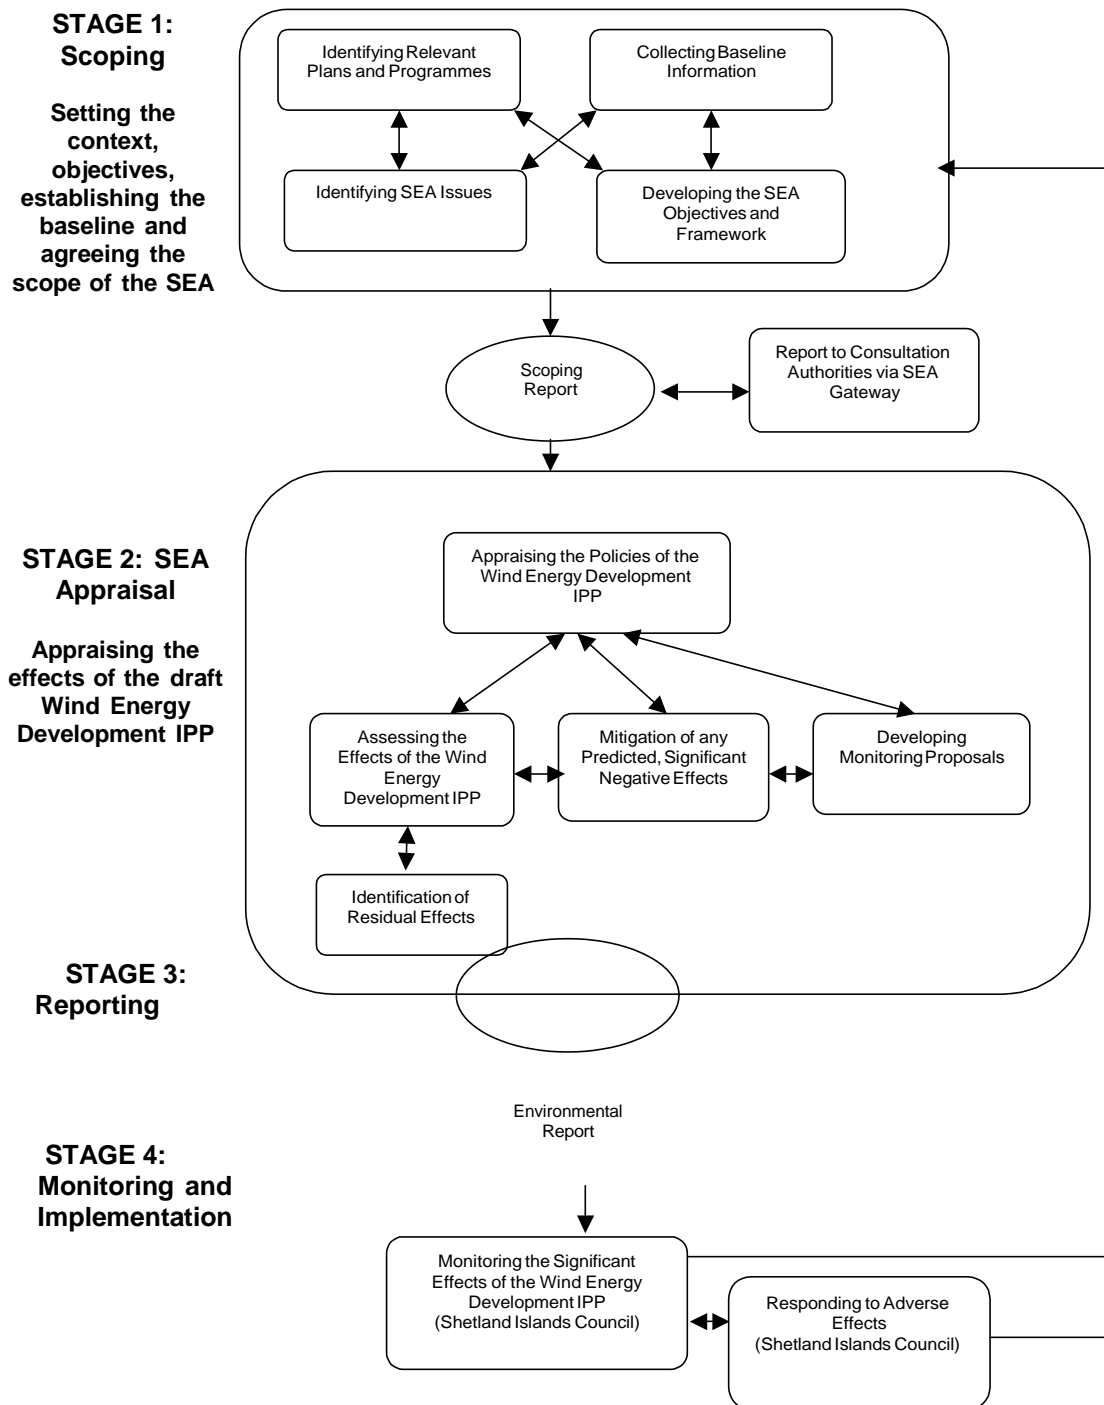 STAGE 1:
Scoping
Setting the
context,
objectives,
establishing the
baseline and
agreeing the
scope of the SEA
Identifying Relevant
Plans and Programmes
Collecting Baseline
Information
Identifying SEA Issues
Developing the SEA
Objectives and
Framework
Scoping
Report
Report to Consultation
Authorities via SEA
Gateway
STAGE 2: SEA
Appraisal
Appraising the
effects of the draft
Wind Energy
Development IPP
Appraising the Policies of the
Wind Energy Development
IPP
Assessing the
Effects of the Wind
Energy
Development IPP
Mitigation of any
Predicted, Significant
Negative Effects
Developing
Monitoring Proposals
Identification of
Residual Effects
STAGE 3:
Reporting
Environmental
Report
STAGE 4:
Monitoring and
Implementation
Monitoring the Significant
Effects of the Wind Energy
Development IPP
(Shetland Islands Council)
Responding to Adverse
Effects
(Shetland Islands Council)